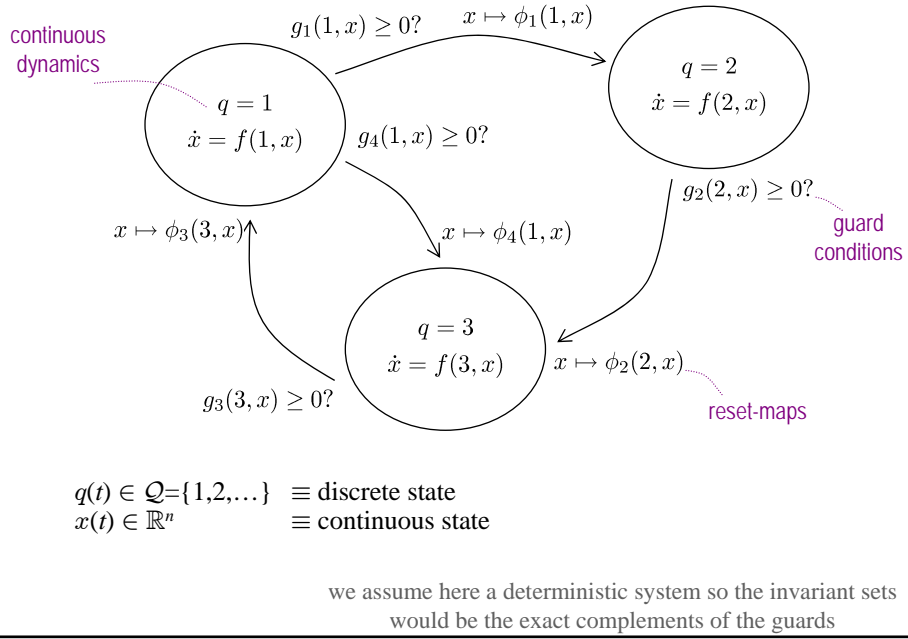 continuous
dynamics
g₁(1, x) ≥ 0?
x ↦ ϕ₁(1, x)
q = 1
ẋ = f(1, x)
q = 2
ẋ = f(2, x)
g₄(1, x) ≥ 0?
g₂(2, x) ≥ 0?
guard
conditions
x ↦ ϕ₃(3, x)
x ↦ ϕ₄(1, x)
q = 3
ẋ = f(3, x)
x ↦ ϕ₂(2, x)
g₃(3, x) ≥ 0?
reset-maps
q(t) ∈ 𝒬={1,2,…} ≡ discrete state
x(t) ∈ ℝⁿ ≡ continuous state
we assume here a deterministic system so the invariant sets
would be the exact complements of the guards